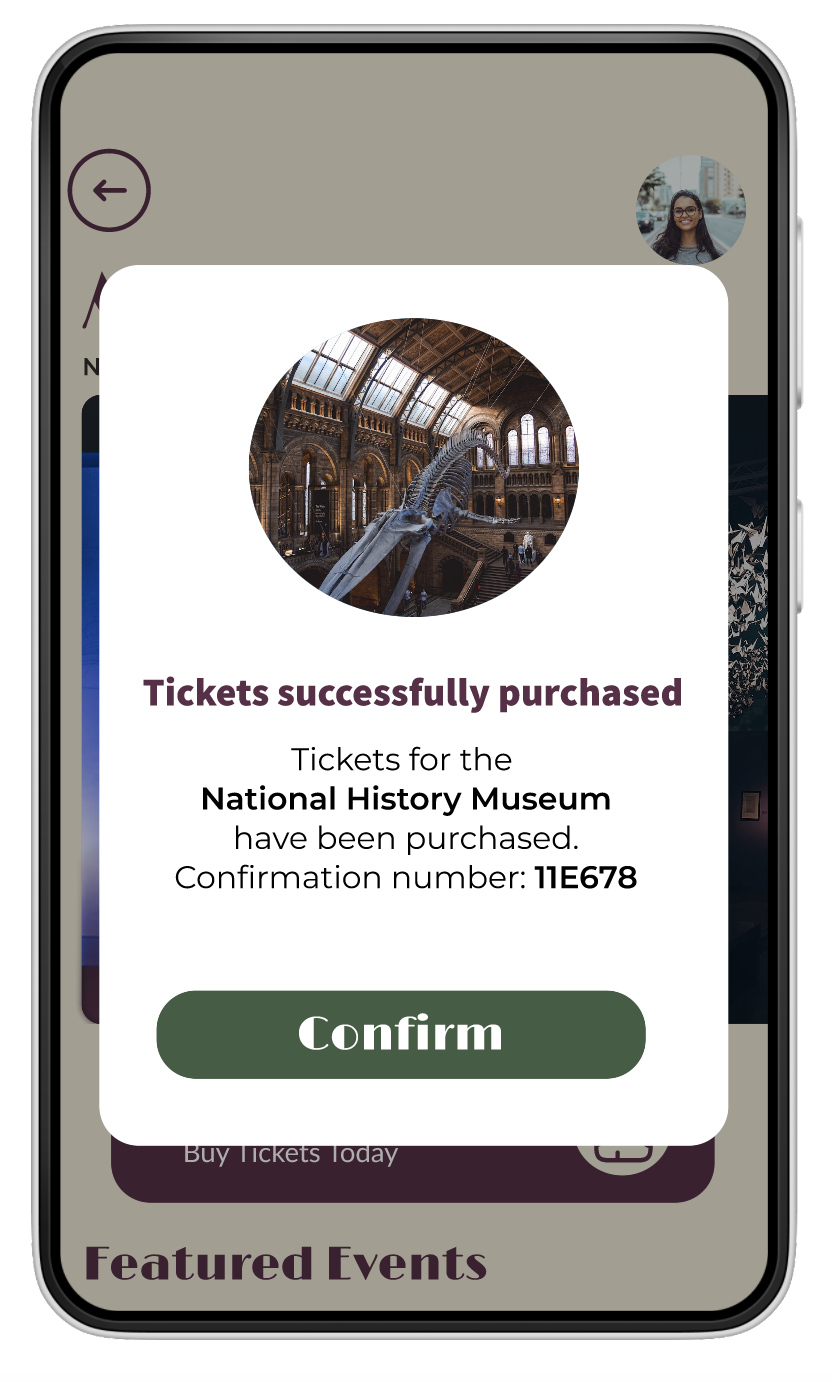 Tickets successfully purchased
Tickets for the
National History Museum
have been purchased.
Confirmation number: 11E678
Confirm
Buy Tickets Today
Featured Events